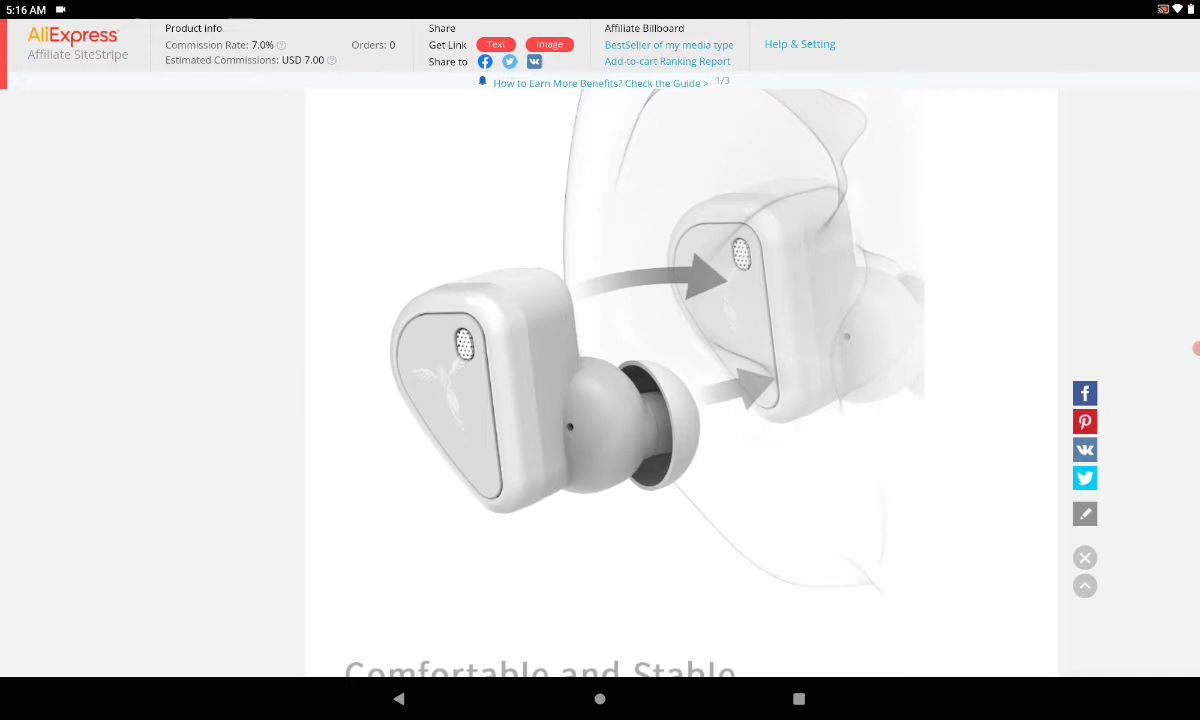 5:16 AM
AliExpress
Affiliate SiteStripe
Product info
Commission Rate: 7.0%
Orders: 0
Estimated Commissions: USD 7.00
Share
Get Link Text Image
Share to
Affiliate Billboard
BestSeller of my media type
Add-to-cart Ranking Report
Help & Setting
How to Earn More Benefits? Check the Guide > 1/3
Comfortable and Stable